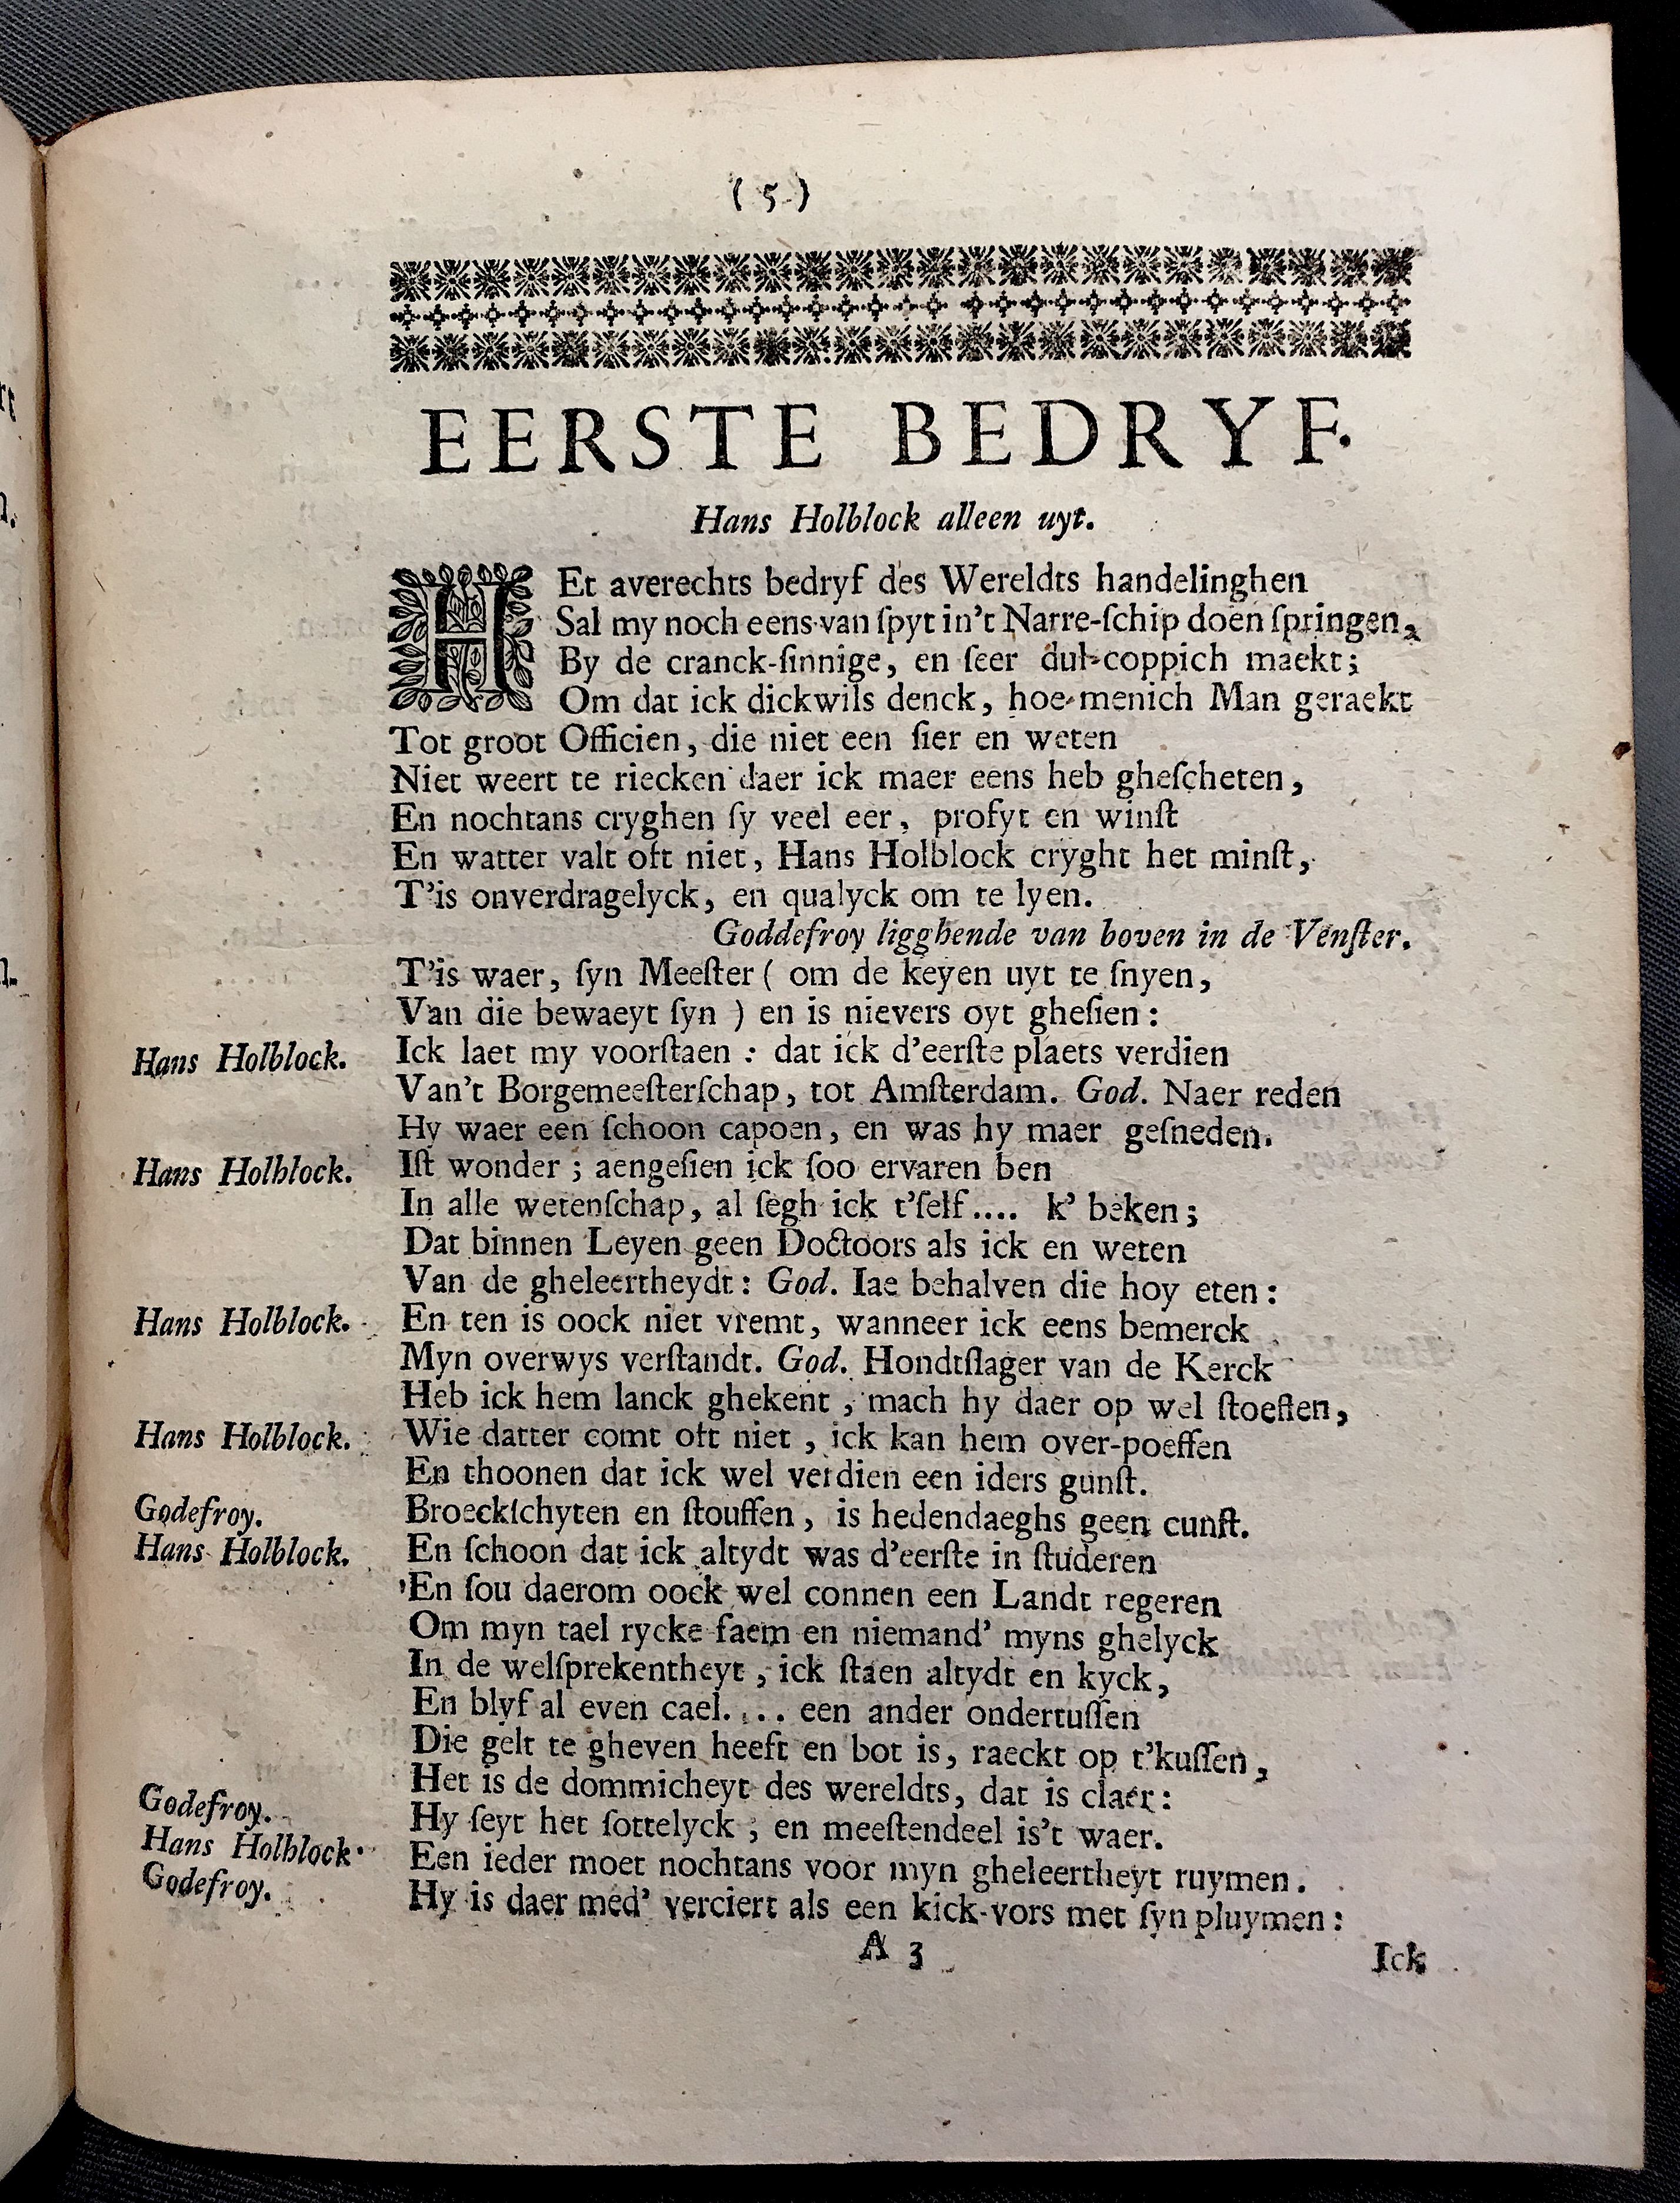 ( 5 )
EERSTE BEDRYF.
Hans Holblock alleen uyt.
HEt averechts bedryf des Wereldts handelinghen
Sal my noch eens van ſpyt in't Narre-ſchip doen ſpringen,
By de cranck-ſinnige, en ſeer dul-coppich maekt;
Om dat ick dickwils denck, hoe menich Man geraekt
Tot groot Officien, die niet een ſier en weten
Niet weert te riecken daer ick maer eens heb gheſcheten,
En nochtans cryghen ſy veel eer, profyt en winſt
En watter valt oft niet, Hans Holblock cryght het minſt,
T'is onverdragelyck, en qualyck om te lyen.
Goddefroy ligghende van boven in de Venſter.
T'is waer, ſyn Meeſter ( om de keyen uyt te ſnyen,
Van die bewaeyt ſyn ) en is nievers oyt gheſien:
Hans Holblock. Ick laet my voorſtaen : dat ick d'eerſte plaets verdien
Van't Borgemeeſterſchap, tot Amſterdam. God. Naer reden
Hy waer een ſchoon capoen, en was hy maer geſneden.
Hans Holblock. Iſt wonder ; aengeſien ick ſoo ervaren ben
In alle wetenſchap, al ſegh ick t'ſelf.... k' beken;
Dat binnen Leyen geen Doctoors als ick en weten
Van de gheleertheydt: God. Iae behalven die hoy eten:
Hans Holblock. En ten is oock niet vremt, wanneer ick eens bemerck
Myn overwys verſtandt. God. Hondtſlager van de Kerck
Heb ick hem lanck ghekent, mach hy daer op wel ſtoeffen,
Hans Holblock. Wie datter comt oft niet, ick kan hem over-poeffen
En thoonen dat ick wel verdien een iders gunſt.
Godefroy. Broeckſchyten en ſtouffen, is hedendaeghs geen cunſt.
Hans Holblock. En ſchoon dat ick altydt was d'eerſte in ſtuderen
'En ſou daerom oock wel connen een Landt regeren
Om myn tael rycke faem en niemand' myns ghelyck
In de welſprekentheyt, ick ſtaen altydt en kyck,
En blyf al even cael.... een ander ondertuſſen
Die gelt te gheven heeft en bot is, raeckt op t'kuſſen,
Het is de dommicheyt des wereldts, dat is claer:
Godefroy. Hy ſeyt het ſottelyck ; en meeſtendeel is't waer.
Hans Holblock. Een ieder moet nochtans voor myn gheleertheyt ruymen.
Godefroy. Hy is daer med' verciert als een kick-vors met ſyn pluymen:
A 3
Ick